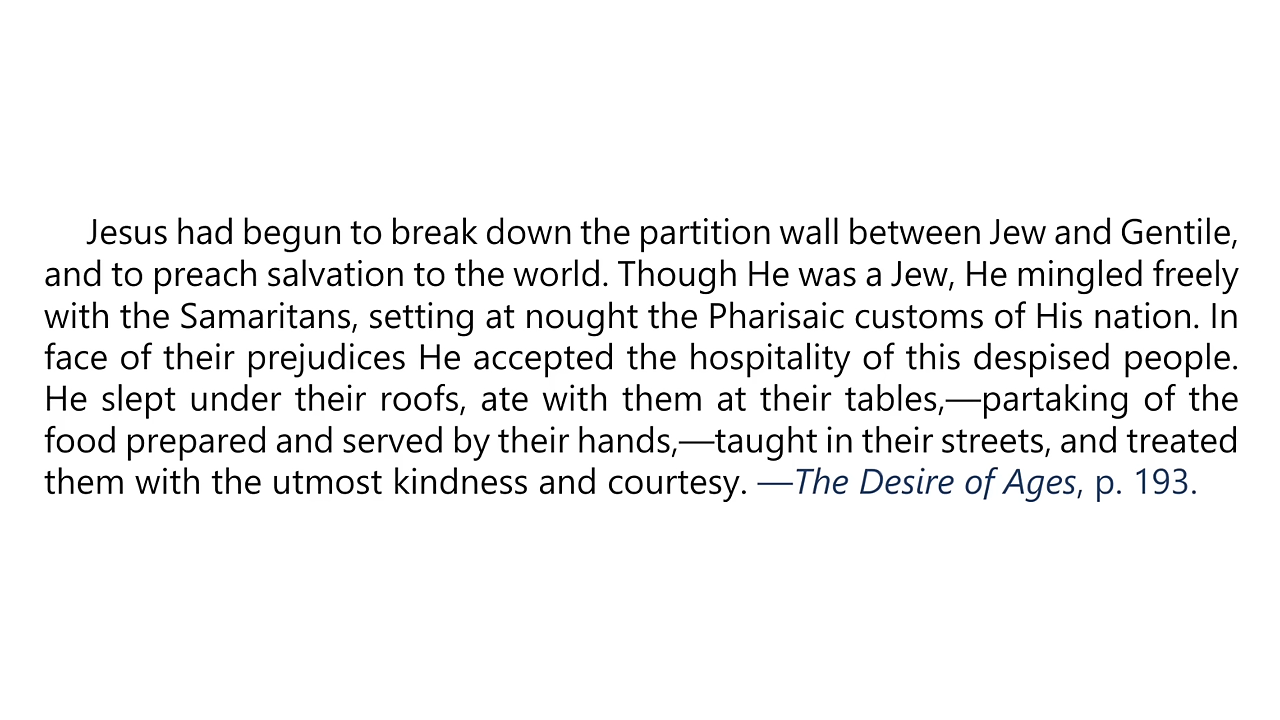 Jesus had begun to break down the partition wall between Jew and Gentile,
and to preach salvation to the world. Though He was a Jew, He mingled freely
with the Samaritans, setting at nought the Pharisaic customs of His nation. In
face of their prejudices He accepted the hospitality of this despised people.
He slept under their roofs, ate with them at their tables,—partaking of the
food prepared and served by their hands,—taught in their streets, and treated
them with the utmost kindness and courtesy. —The Desire of Ages, p. 193.